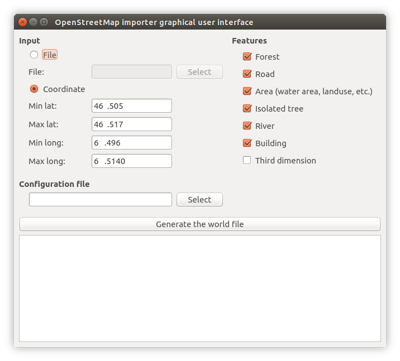 OpenStreetMap importer graphical user interface
Input
File
File:
Select
Coordinate
Min lat:
46 .505
Max lat:
46 .517
Min long:
6 .496
Max long:
6 .5140
Configuration file
Select
Features
Forest
Road
Area (water area, landuse, etc.)
Isolated tree
River
Building
Third dimension
Generate the world file